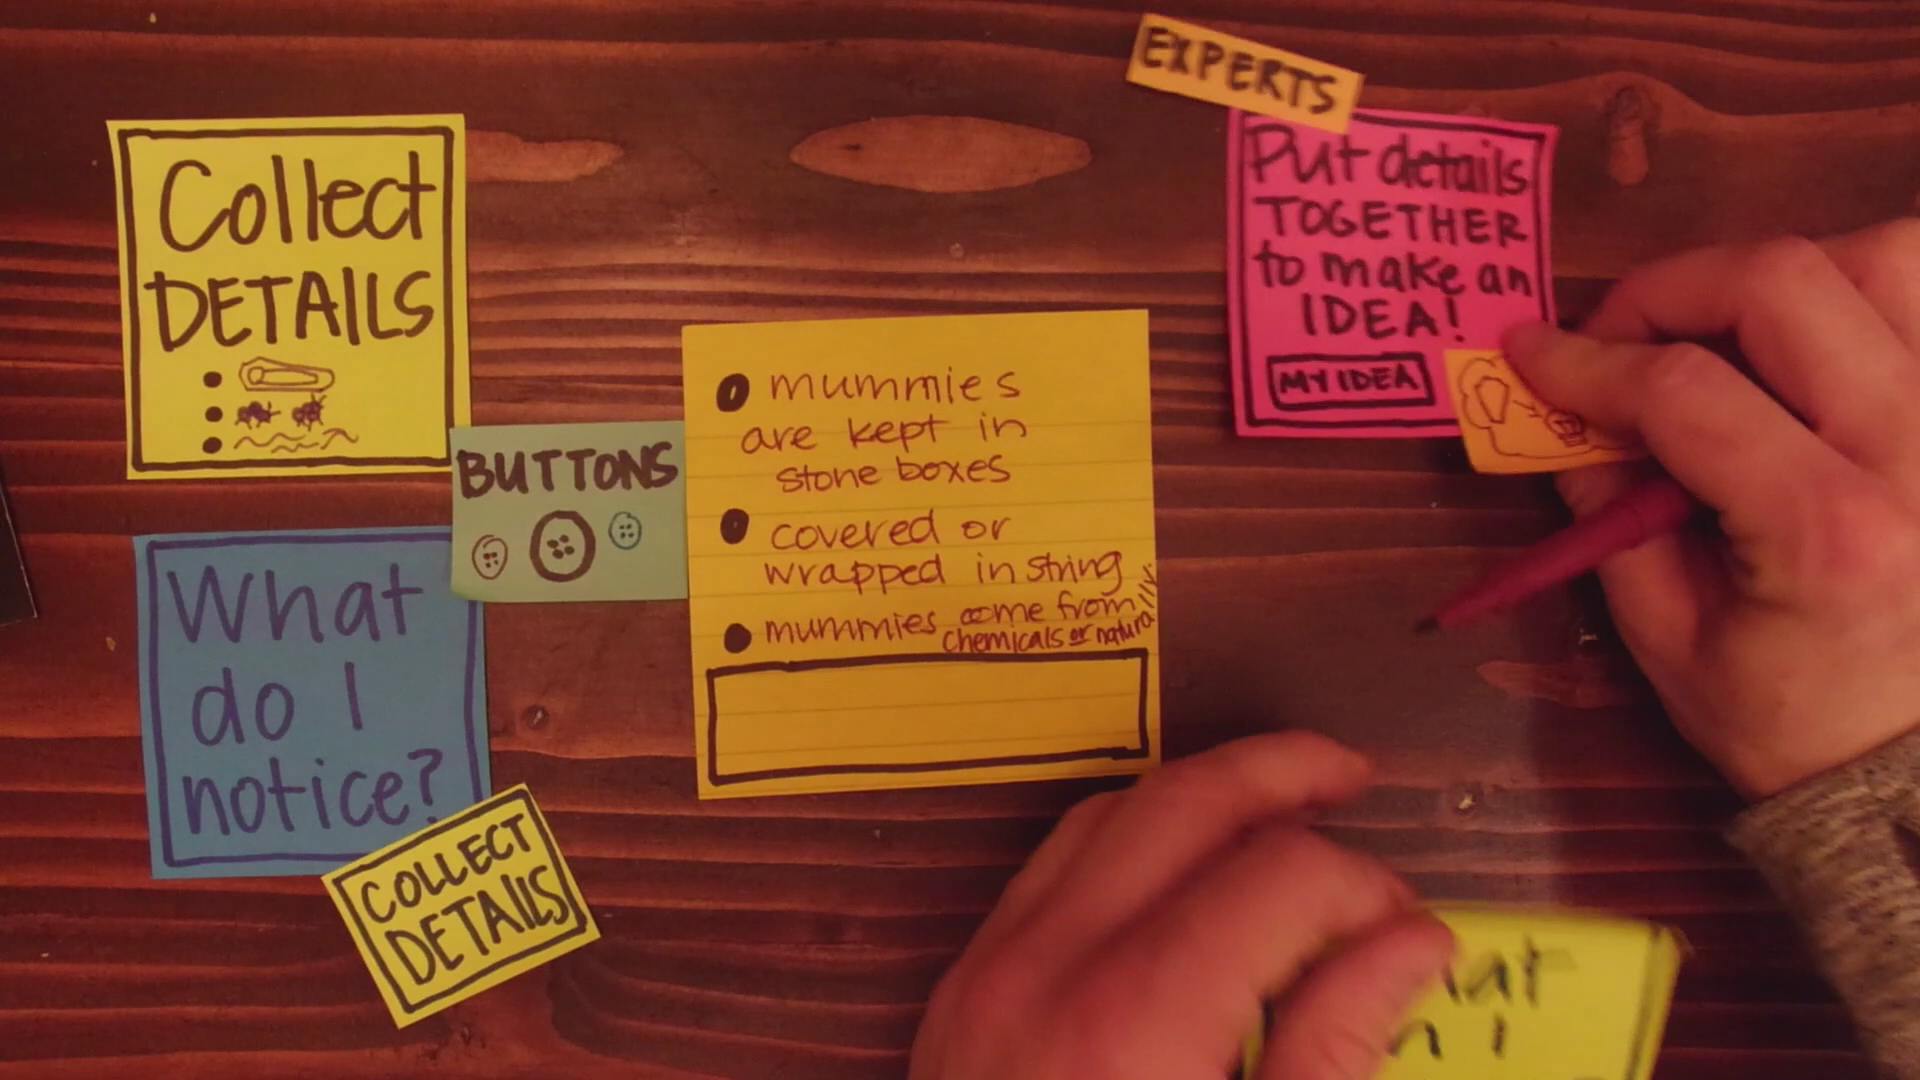 Collect
DETAILS
BUTTONS
What
do I
notice?
COLLECT
DETAILS
mummies
are kept in
stone boxes
covered or
wrapped in string
mummies come from
chemicals or naturally
EXPERTS
Put details
TOGETHER
to make an
IDEA!
MY IDEA